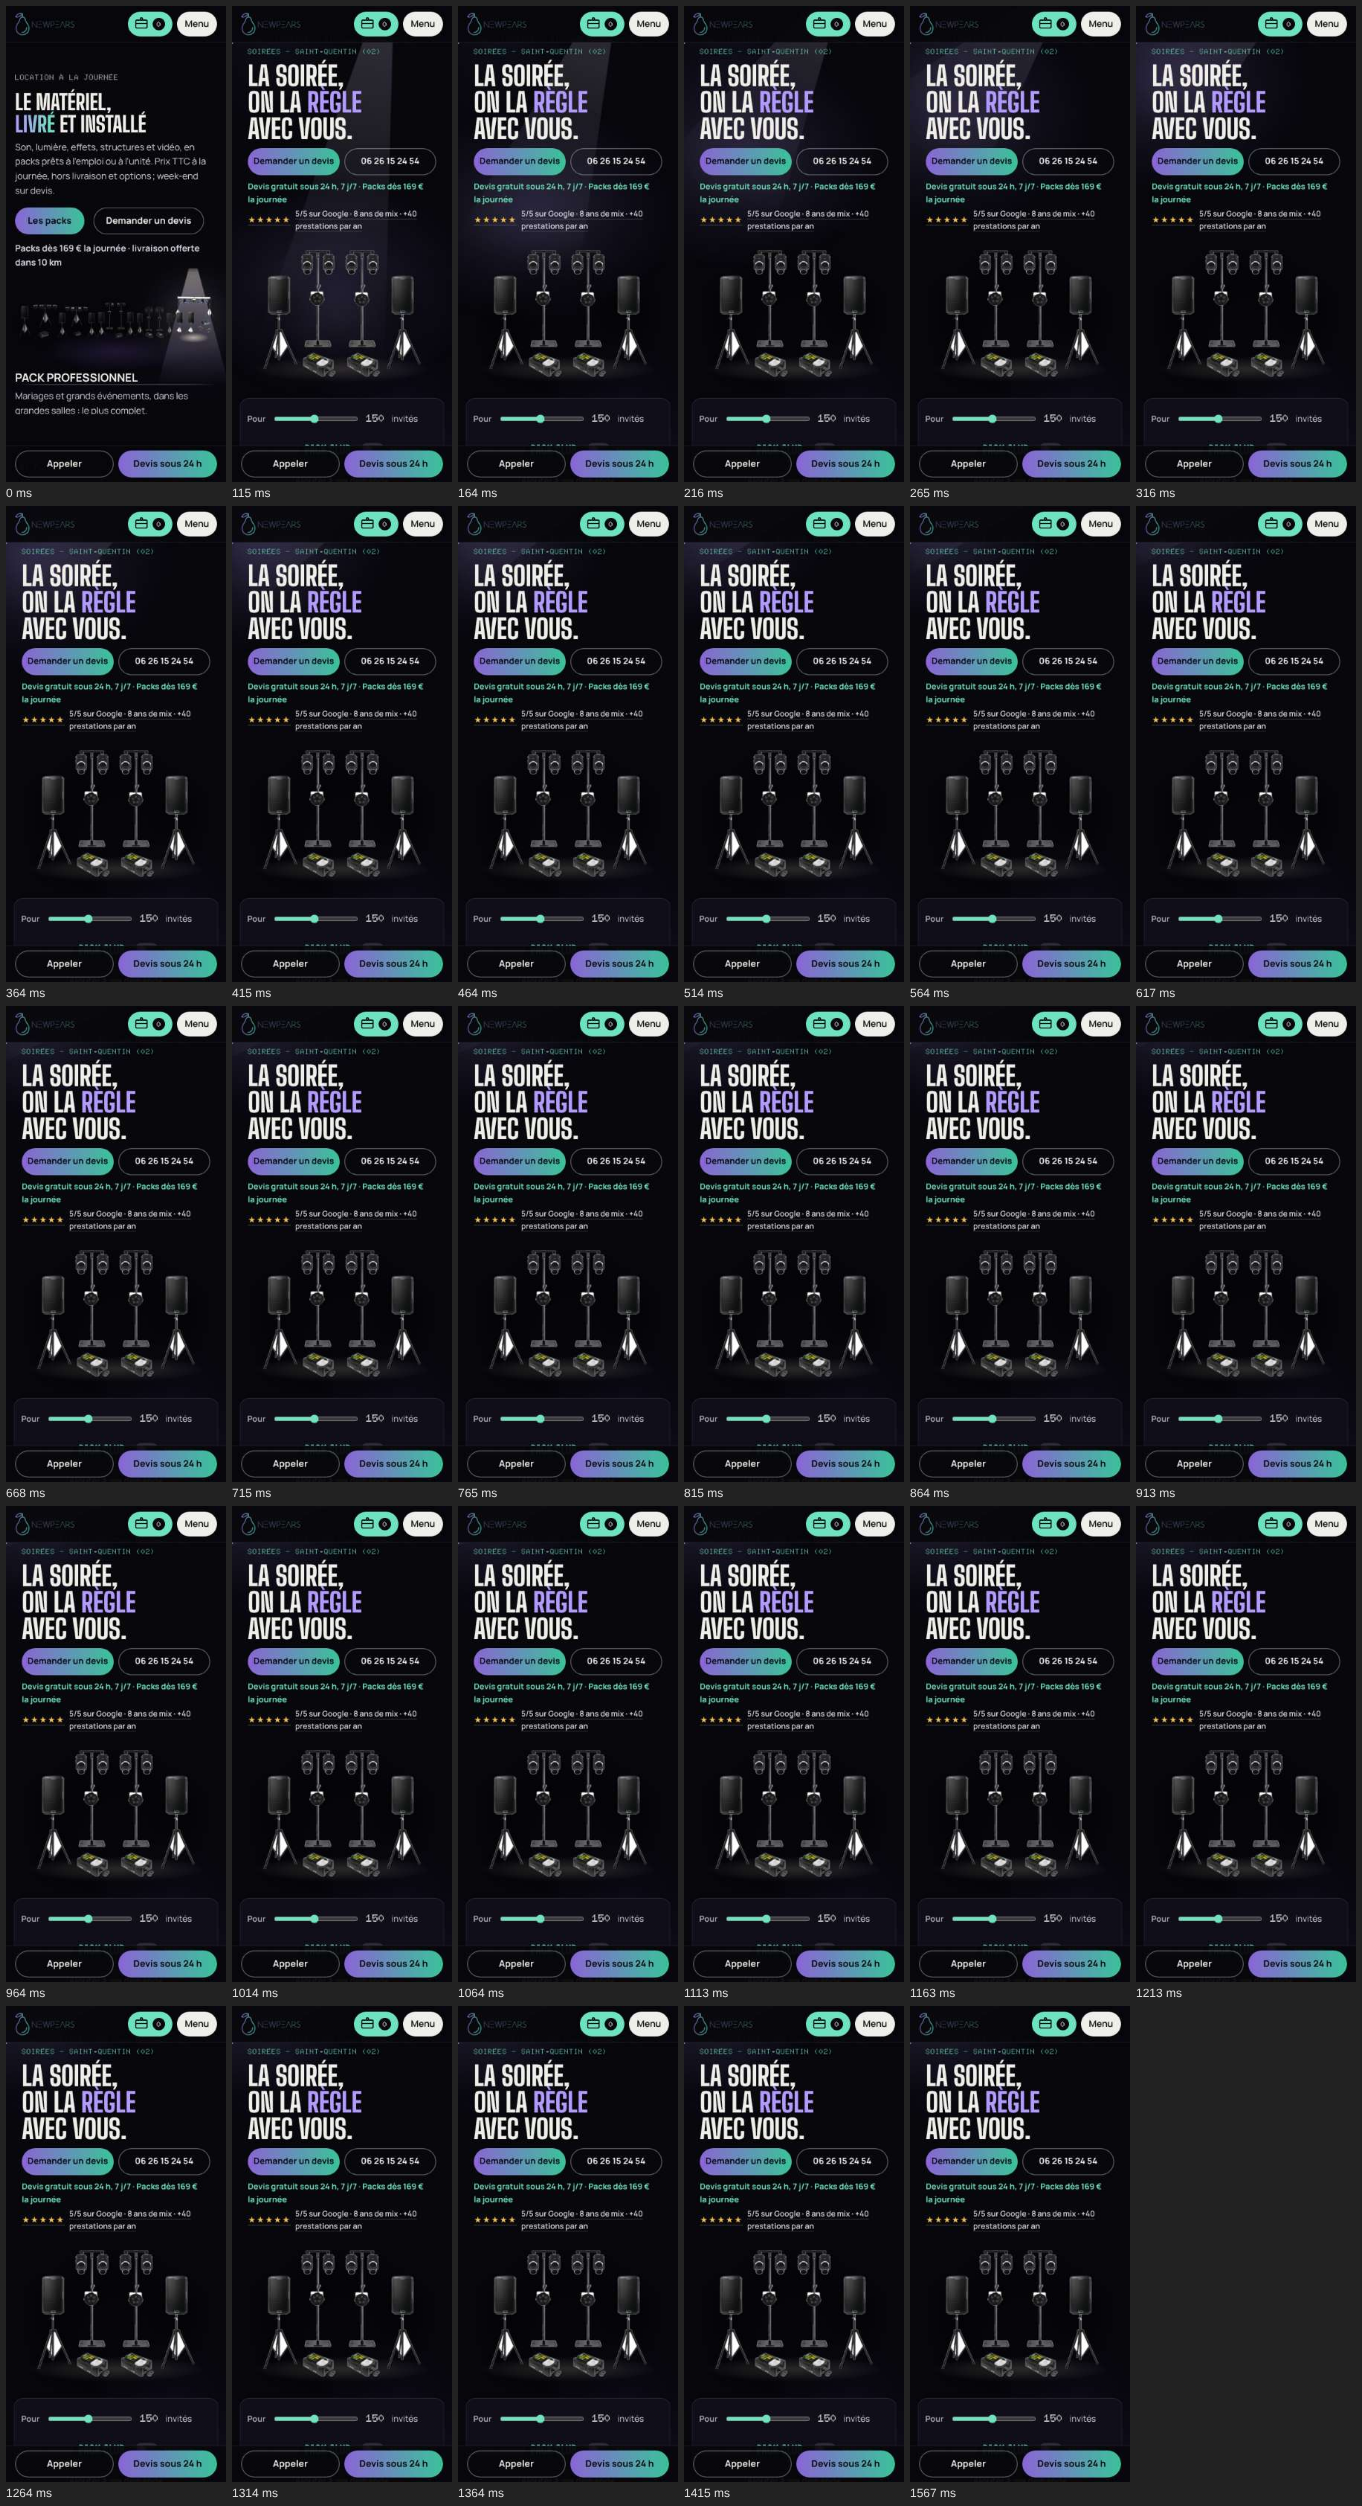 NEWPEARS
0
Menu
LOCATION À LA JOURNÉE
LE MATÉRIEL,
LIVRÉ ET INSTALLÉ
Son, lumière, effets, structures et vidéo, en
packs prêts à l'emploi ou à l'unité. Prix TTC à la
journée, hors livraison et options ; week-end
sur devis.
Les packs
Demander un devis
Packs dès 169 € la journée · livraison offerte
dans 10 km
PACK PROFESSIONNEL
Mariages et grands événements, dans les
grandes salles : le plus complet.
Appeler
Devis sous 24 h
0 ms
NEWPEARS
0
Menu
SOIRÉES — SAINT-QUENTIN (02)
LA SOIRÉE,
ON LA RÈGLE
AVEC VOUS.
Demander un devis
06 26 15 24 54
Devis gratuit sous 24 h, 7 j/7 · Packs dès 169 €
la journée
★★★★★ 5/5 sur Google · 8 ans de mix · +40
prestations par an
Pour 150 invités
Appeler
Devis sous 24 h
115 ms
164 ms
216 ms
265 ms
316 ms
364 ms
415 ms
464 ms
514 ms
564 ms
617 ms
668 ms
715 ms
765 ms
815 ms
864 ms
913 ms
964 ms
1014 ms
1064 ms
1113 ms
1163 ms
1213 ms
1264 ms
1314 ms
1364 ms
1415 ms
1567 ms